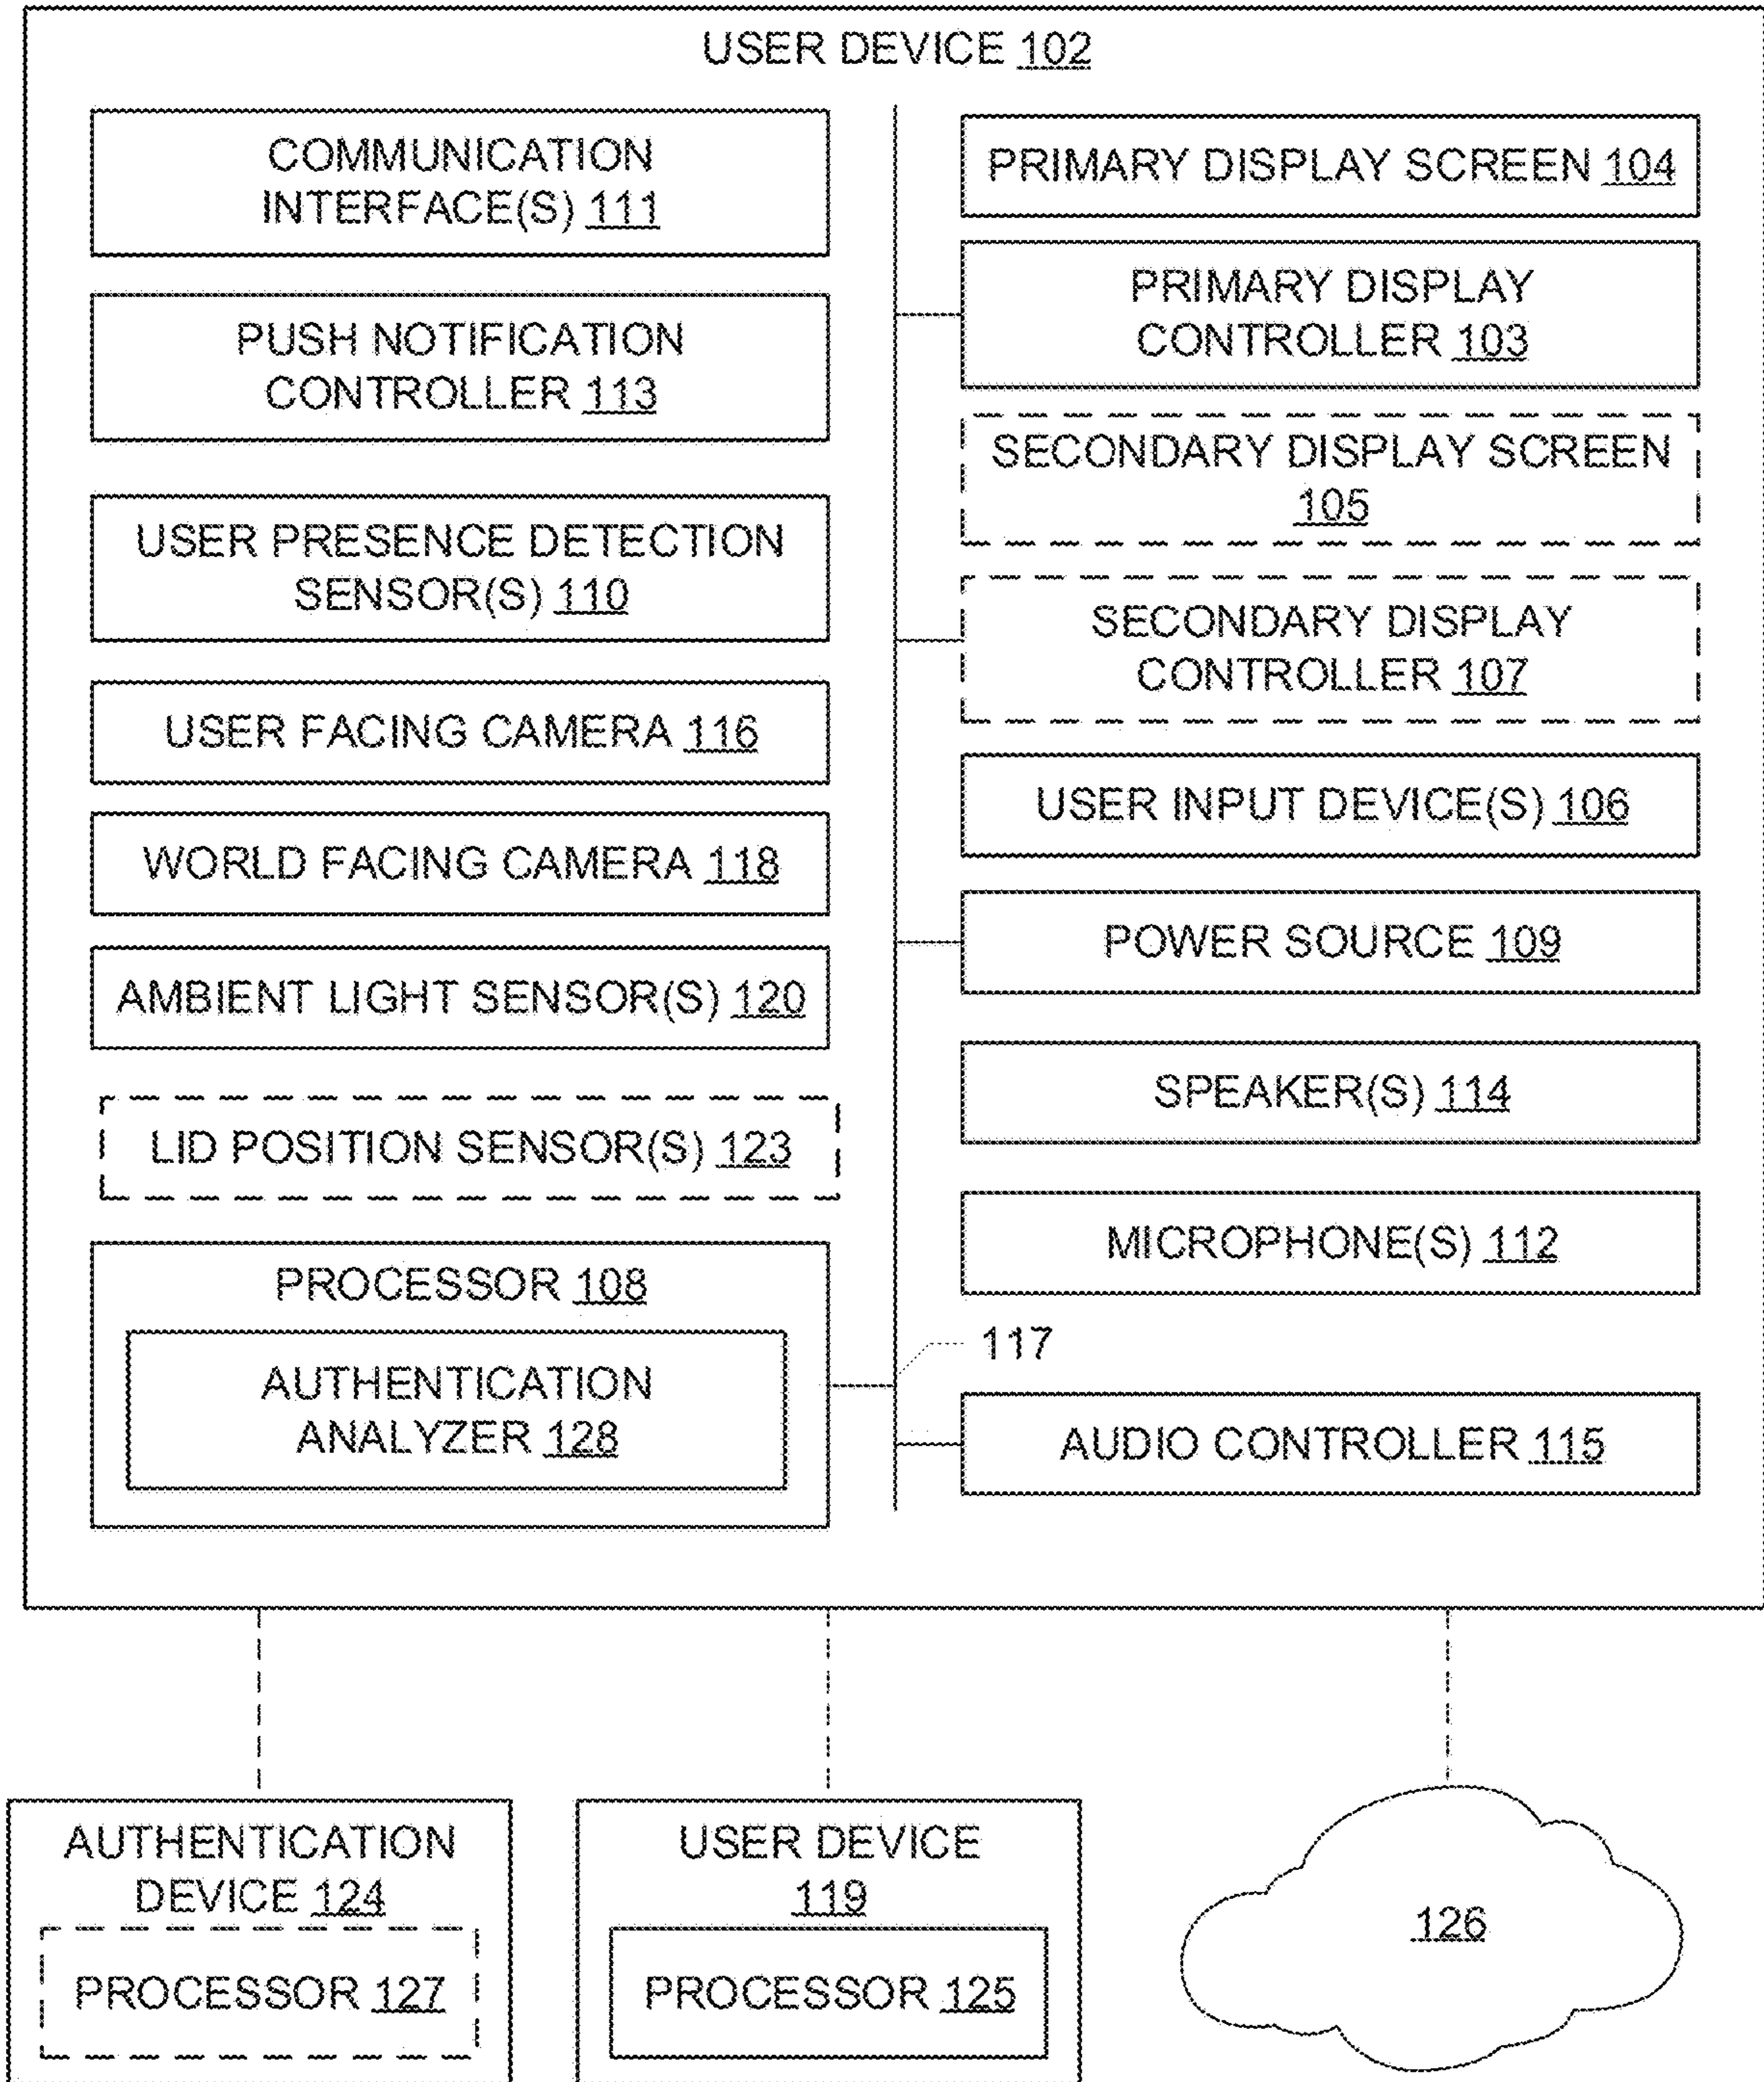 USER DEVICE 102
COMMUNICATION
INTERFACE(S) 111
PUSH NOTIFICATION
CONTROLLER 113
USER PRESENCE DETECTION
SENSOR(S) 110
USER FACING CAMERA 116
WORLD FACING CAMERA 118
AMBIENT LIGHT SENSOR(S) 120
LID POSITION SENSOR(S) 123
PROCESSOR 108
AUTHENTICATION
ANALYZER 128
PRIMARY DISPLAY SCREEN 104
PRIMARY DISPLAY
CONTROLLER 103
SECONDARY DISPLAY SCREEN
105
SECONDARY DISPLAY
CONTROLLER 107
USER INPUT DEVICE(S) 106
POWER SOURCE 109
SPEAKER(S) 114
MICROPHONE(S) 112
117
AUDIO CONTROLLER 115
AUTHENTICATION
DEVICE 124
PROCESSOR 127
USER DEVICE
119
PROCESSOR 125
126